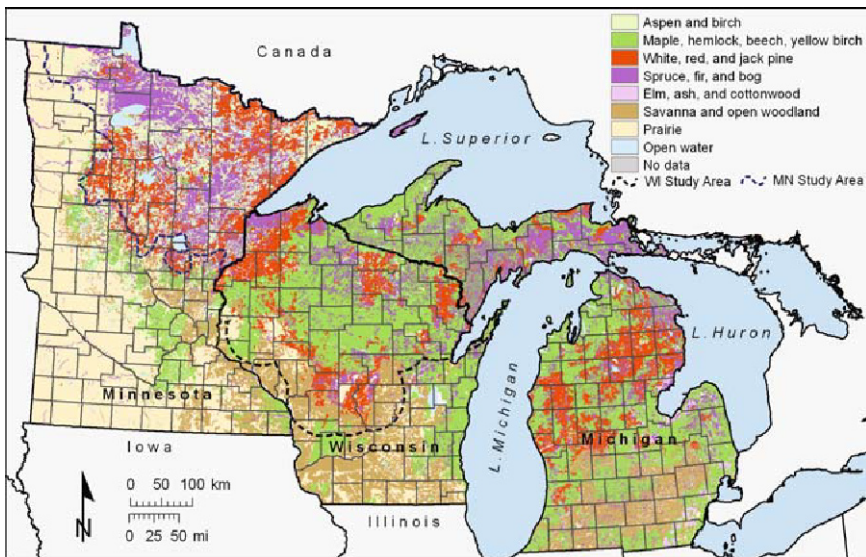 Canada
Aspen and birch
Maple, hemlock, beech, yellow birch
White, red, and jack pine
Spruce, fir, and bog
Elm, ash, and cottonwood
Savanna and open woodland
Prairie
Open water
No data
WI Study Area
MN Study Area
L. Superior
L. Huron
L. Michigan
Minnesota
Wisconsin
Michigan
Iowa
Illinois
N
0 50 100 km
0 25 50 mi